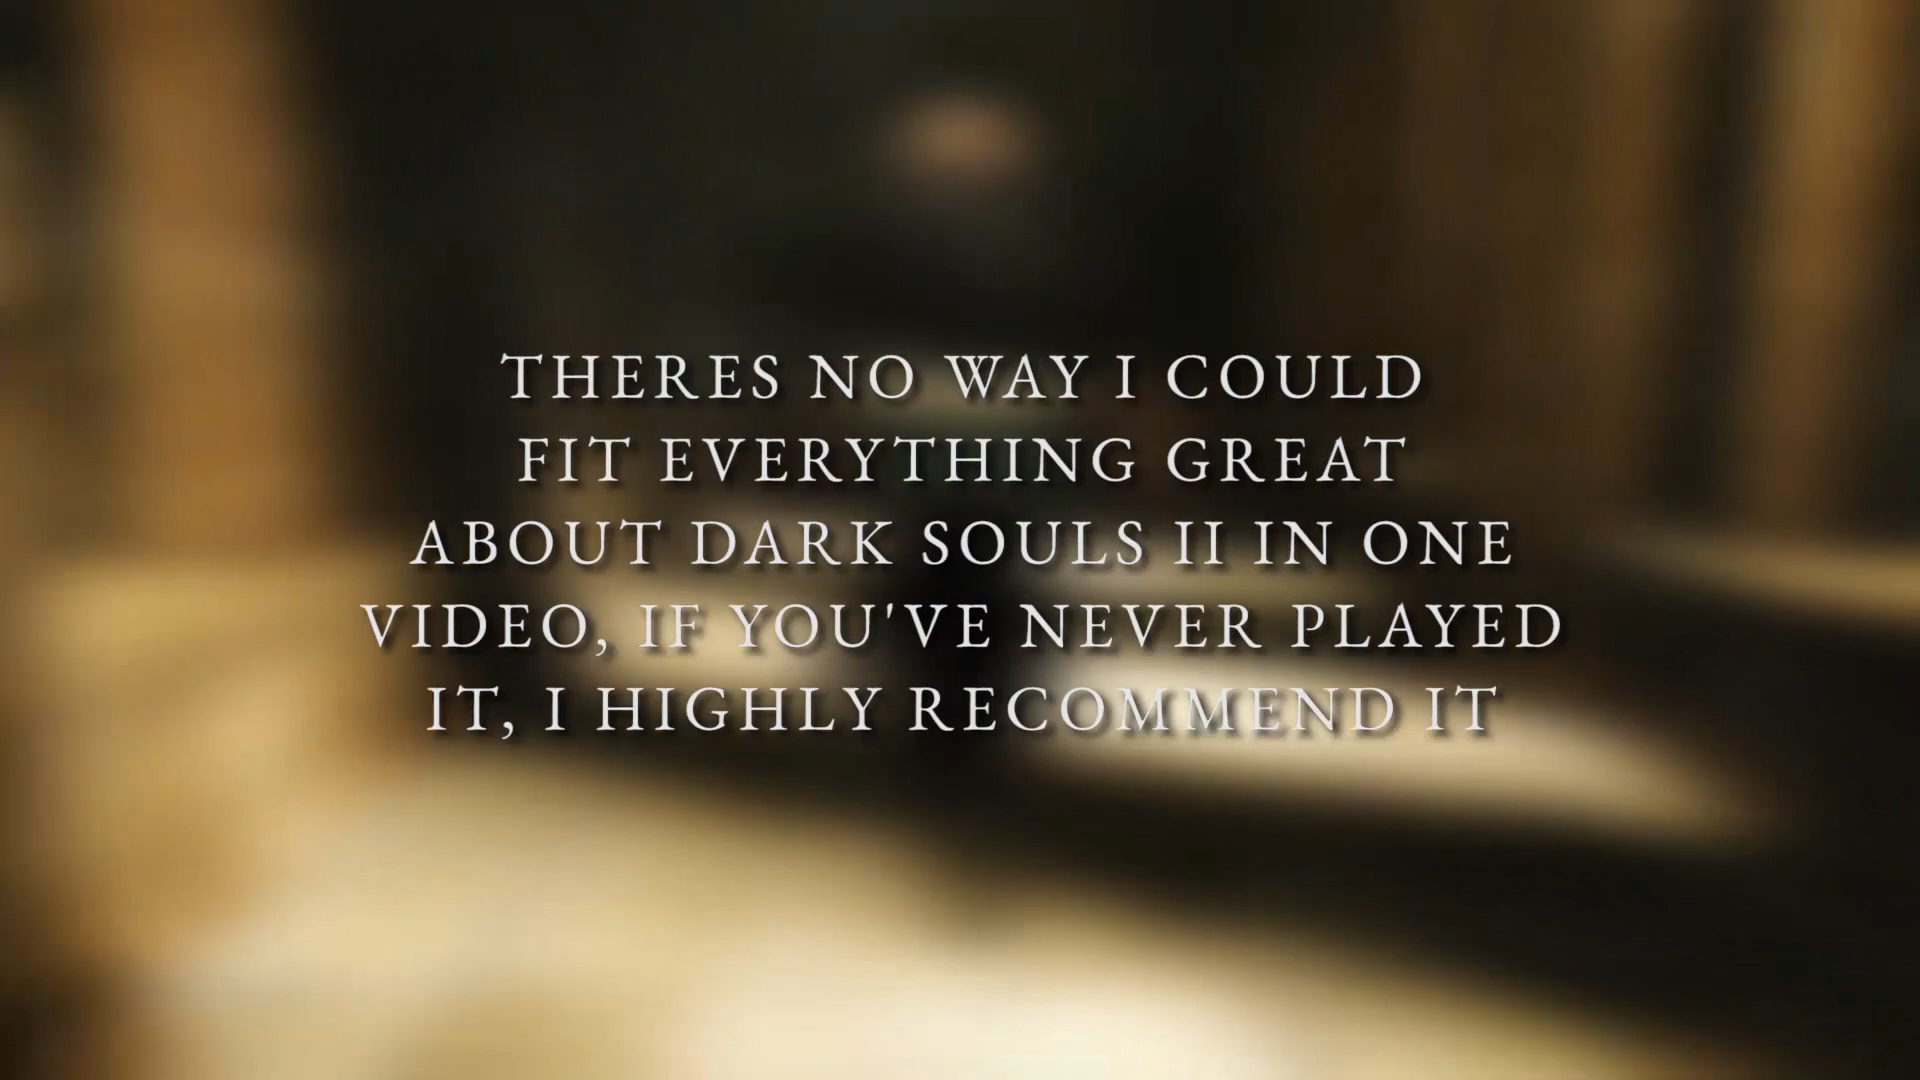 THERES NO WAY I COULD
FIT EVERYTHING GREAT
ABOUT DARK SOULS II IN ONE
VIDEO, IF YOU'VE NEVER PLAYED
IT, I HIGHLY RECOMMEND IT